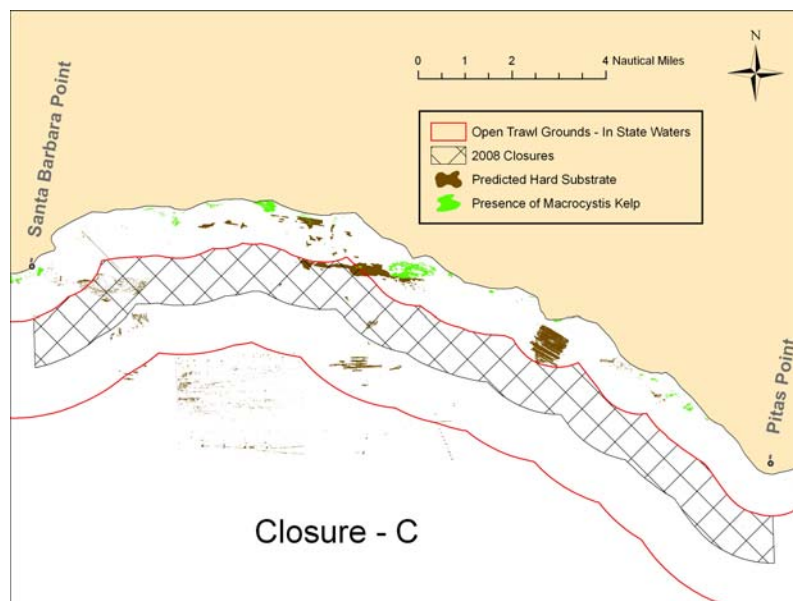 N
0 1 2 4 Nautical Miles
Open Trawl Grounds - In State Waters
2008 Closures
Predicted Hard Substrate
Presence of Macrocystis Kelp
Santa Barbara Point
Pitas Point
Closure - C